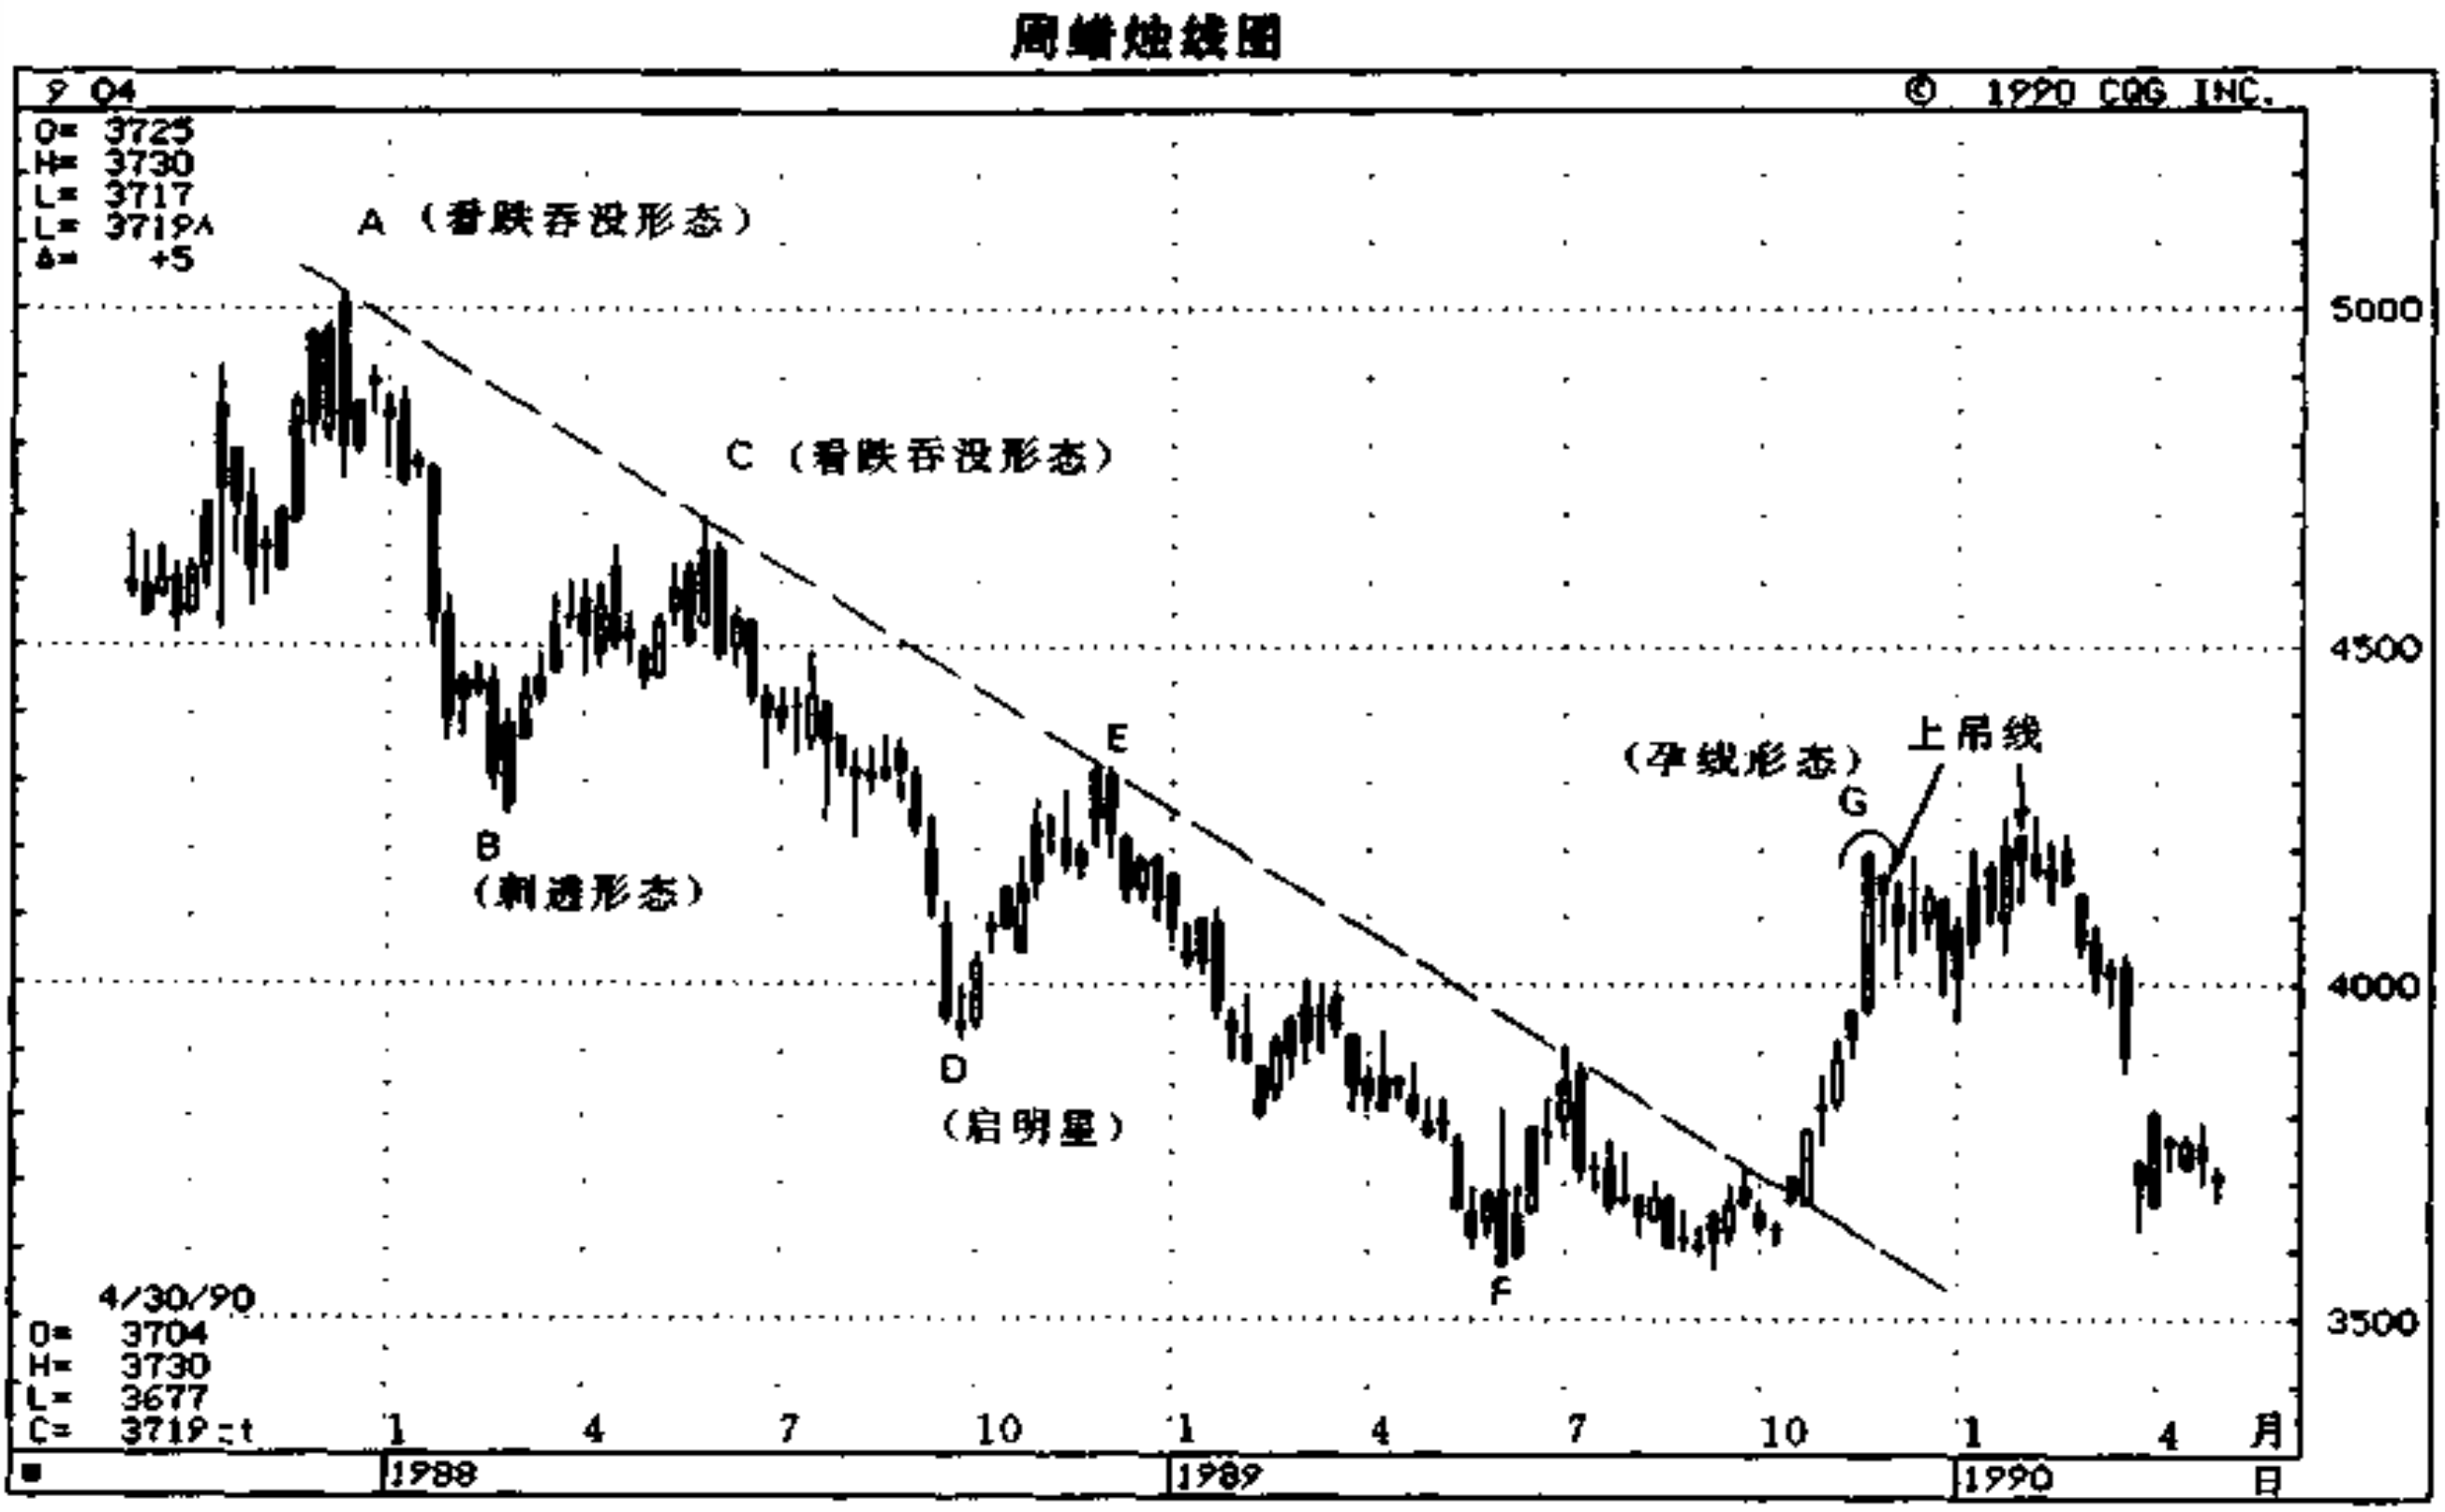 周蜡烛线图
9 04
© 1990 CQG INC.
O= 3725
H= 3730
L= 3717
L= 3719A
Δ= +5
A (看跌吞没形态)
5000
C (看跌吞没形态)
4500
E
上吊线
(孕线形态)
G
B
(刺透形态)
4000
D
(启明星)
F
4/30/90
3500
O= 3704
H= 3730
L= 3677
C= 3719
1 4 7 10 1 4 7 10 1 4 月
1988 1989 1990 日